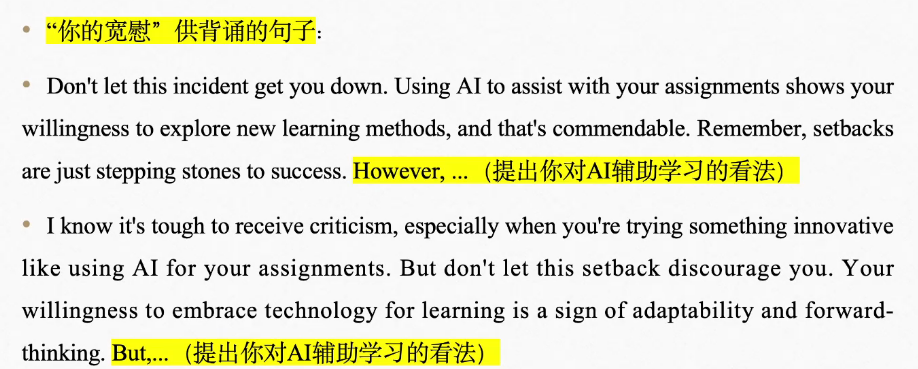 • “你的宽慰”供背诵的句子：
• Don't let this incident get you down. Using AI to assist with your assignments shows your
willingness to explore new learning methods, and that's commendable. Remember, setbacks
are just stepping stones to success. However, ...（提出你对AI辅助学习的看法）
• I know it's tough to receive criticism, especially when you're trying something innovative
like using AI for your assignments. But don't let this setback discourage you. Your
willingness to embrace technology for learning is a sign of adaptability and forward-
thinking. But,...（提出你对AI辅助学习的看法）